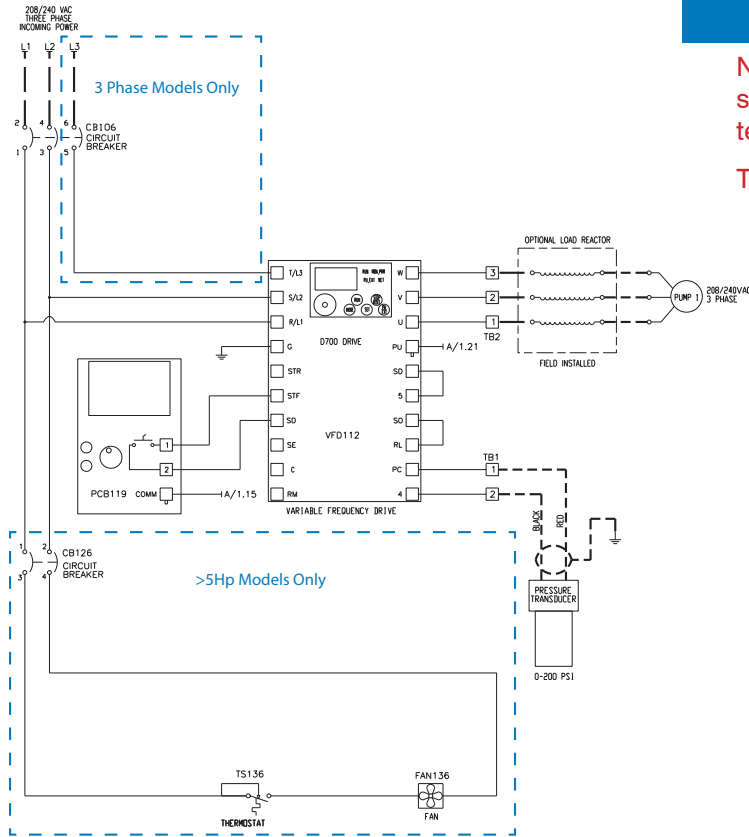 208/240 VAC
THREE PHASE
INCOMING POWER
L1 L2 L3
3 Phase Models Only
2 4 6
CB106
CIRCUIT
BREAKER
1 3 5
N
s
te
T
OPTIONAL LOAD REACTOR
T/L3
S/L2
R/L1
G
STR
STF
SD
SE
C
RM
RUN
MODE
SET
D700 DRIVE
VFD112
W
V
U
PU
SD
5
SO
RL
PC
4
VARIABLE FREQUENCY DRIVE
3
2
1
TB2
A/1.21
FIELD INSTALLED
PUMP 1
208/240VAC
3 PHASE
1
2
PCB119
COMM
A/1.15
TB1
1
2
BLACK
RED
PRESSURE
TRANSDUCER
0-200 PSI
1 2
CB126
CIRCUIT
BREAKER
3 4
>5Hp Models Only
TS136
THERMOSTAT
FAN136
FAN